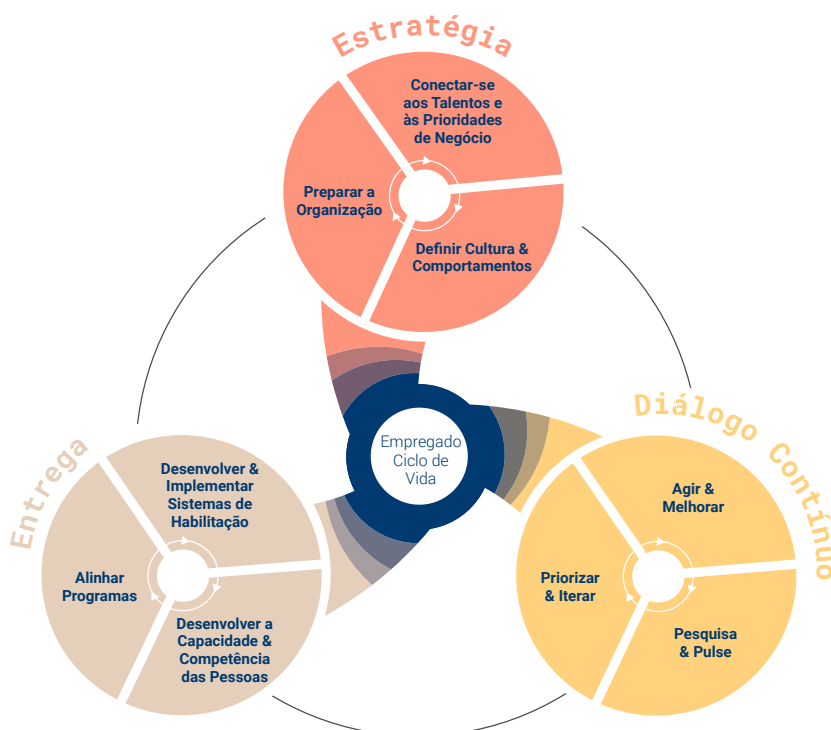 Estratégia
Conectar-se
aos Talentos e
às Prioridades
de Negócio
Preparar a
Organização
Definir Cultura &
Comportamentos
Empregado
Ciclo de
Vida
Diálogo Contínuo
Agir &
Melhorar
Priorizar
& Iterar
Pesquisa
& Pulse
Entrega
Desenvolver &
Implementar
Sistemas de
Habilitação
Alinhar
Programas
Desenvolver a
Capacidade &
Competência
das Pessoas